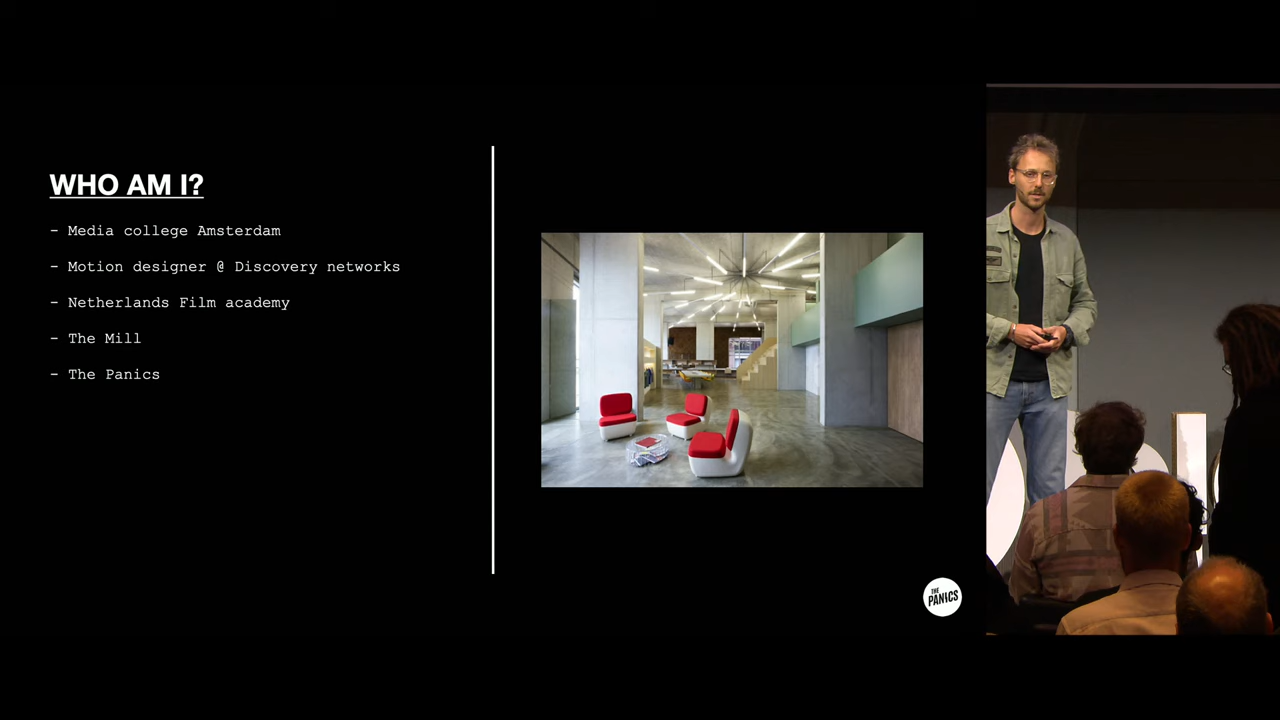 WHO AM I?
- Media college Amsterdam
- Motion designer @ Discovery networks
- Netherlands Film academy
- The Mill
- The Panics
THE
PANICS